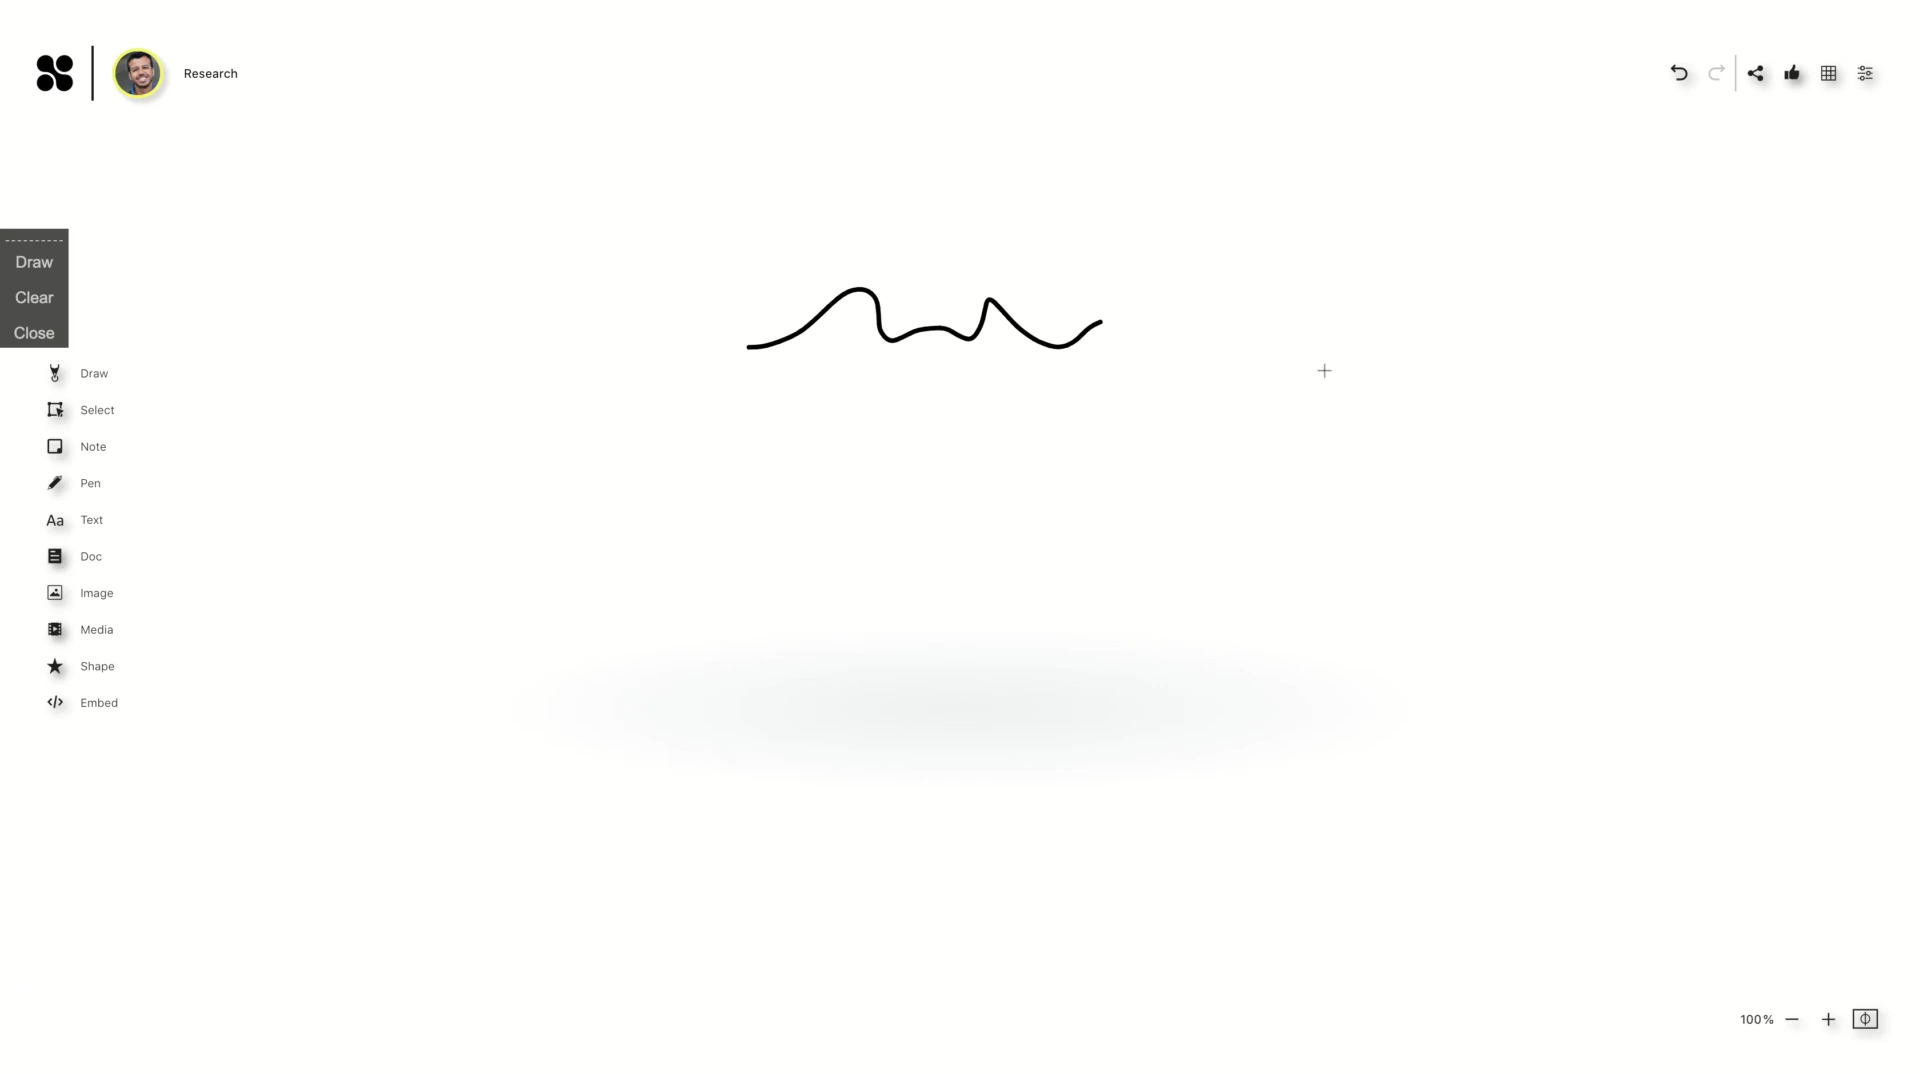 Research
Draw
Clear
Close
Draw
Select
Note
Pen
Aa Text
Doc
Image
Media
Shape
Embed
100%